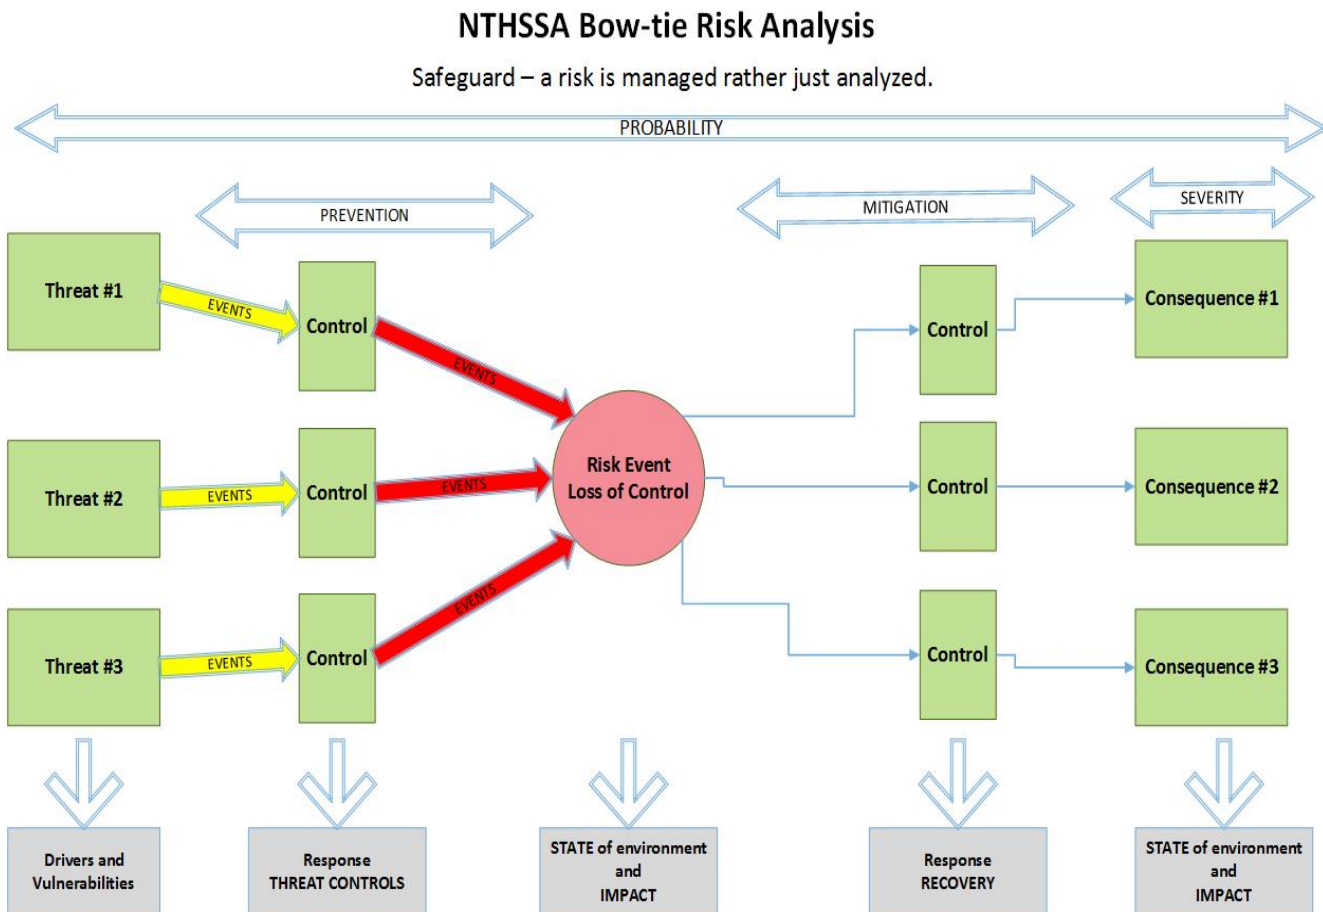 NTHSSA Bow-tie Risk Analysis
Safeguard – a risk is managed rather just analyzed.
PROBABILITY
PREVENTION
MITIGATION
SEVERITY
Threat #1
EVENTS
Control
EVENTS
Control
Consequence #1
Threat #2
EVENTS
Control
EVENTS
Risk Event
Loss of Control
Control
Consequence #2
Threat #3
EVENTS
Control
EVENTS
Control
Consequence #3
Drivers and
Vulnerabilities
Response
THREAT CONTROLS
STATE of environment
and
IMPACT
Response
RECOVERY
STATE of environment
and
IMPACT